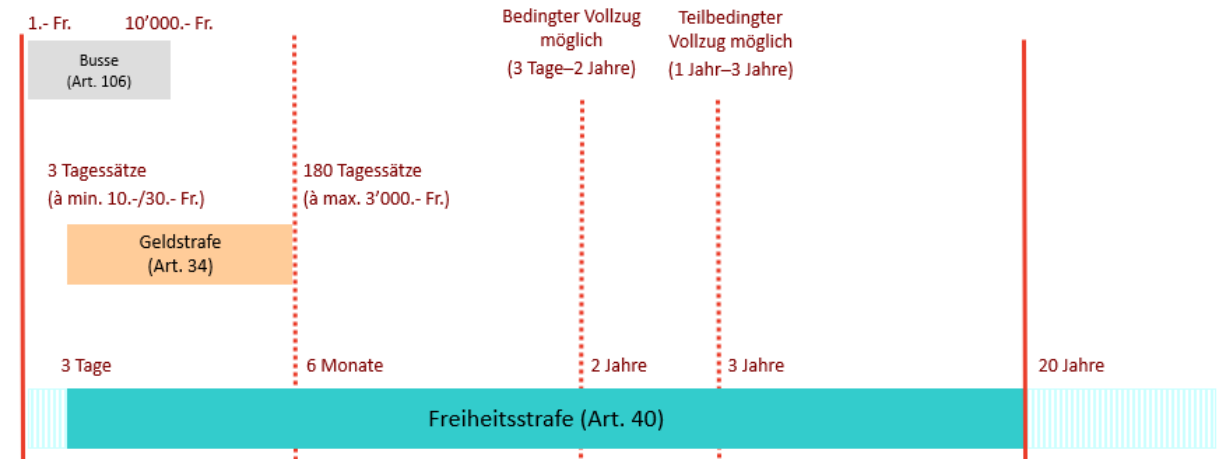 1.- Fr. 10’000.- Fr.
Busse
(Art. 106)
Bedingter Vollzug
möglich
(3 Tage–2 Jahre)
Teilbedingter
Vollzug möglich
(1 Jahr–3 Jahre)
3 Tagessätze
(à min. 10.-/30.- Fr.)
180 Tagessätze
(à max. 3’000.- Fr.)
Geldstrafe
(Art. 34)
3 Tage
6 Monate
2 Jahre
3 Jahre
20 Jahre
Freiheitsstrafe (Art. 40)